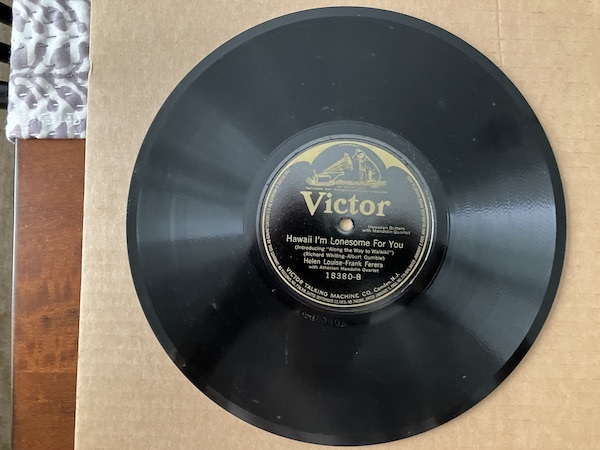 Victor
Hawaiian Guitars
with Mandolin Quartet
Hawaii I'm Lonesome For You
(Introducing "Along the Way to Waikiki")
(Richard Whiting-Albert Gumble)
Helen Louise-Frank Ferera
with Athenian Mandolin Quartet
18380-B
VICTOR TALKING MACHINE CO. Camden N.J.